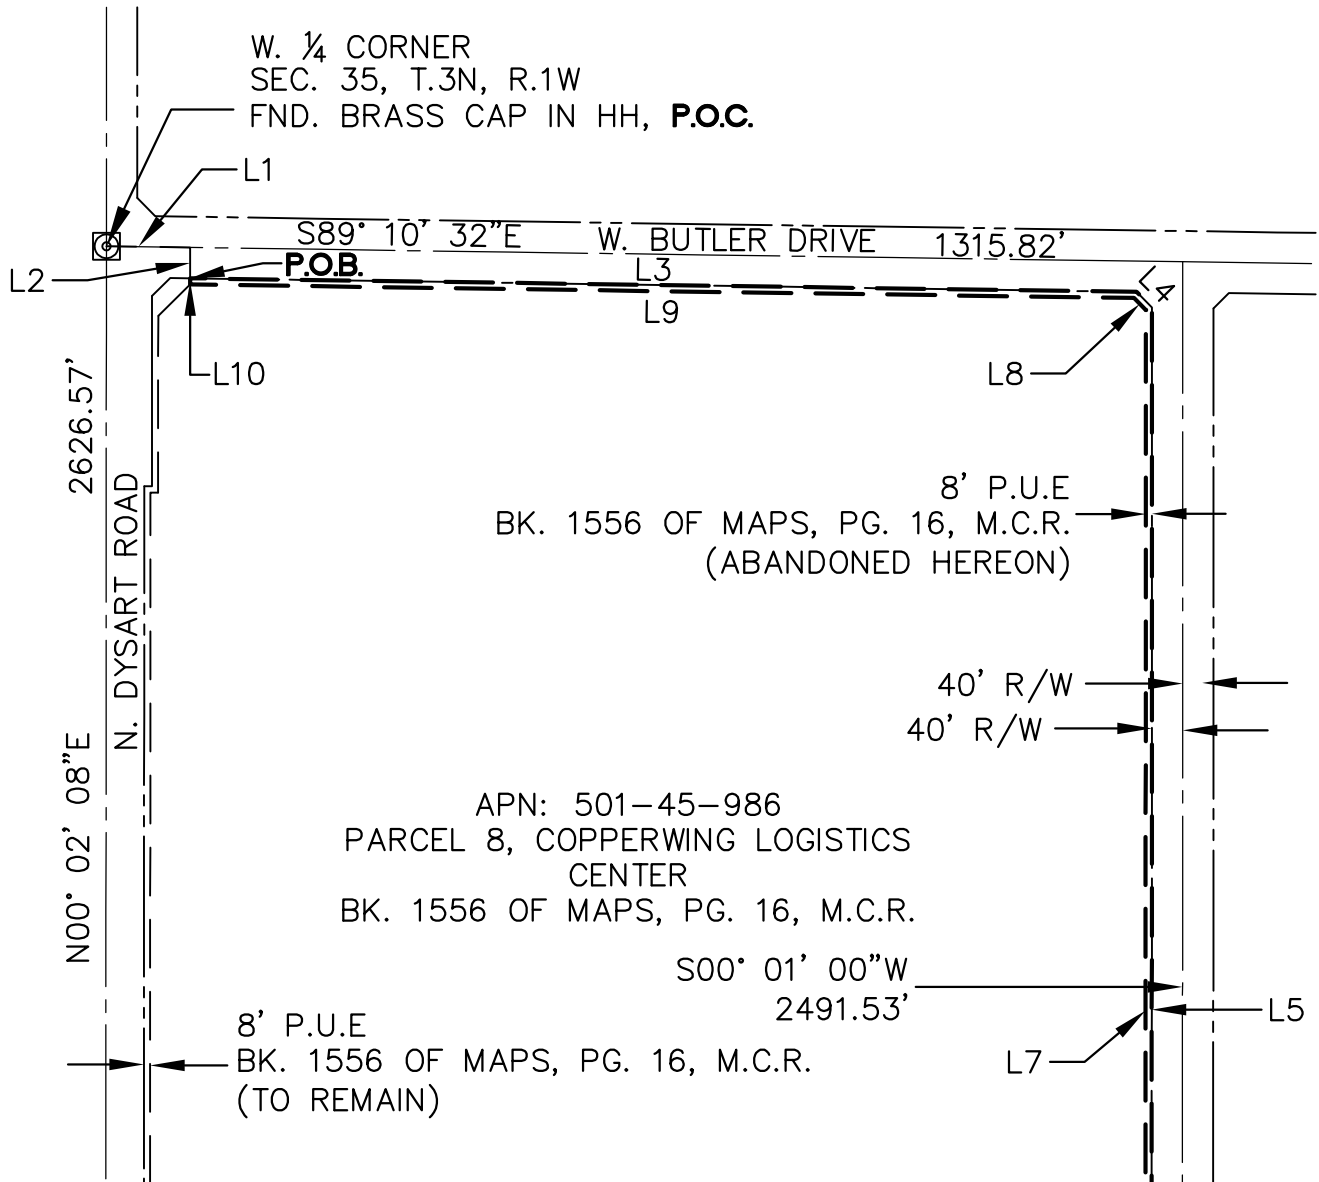 W. ¼ CORNER
SEC. 35, T.3N, R.1W
FND. BRASS CAP IN HH, P.O.C.
L1
S89° 10' 32"E W. BUTLER DRIVE 1315.82'
L2
P.O.B.
L3
L4
L9
L10
L8
2626.57'
N. DYSART ROAD
N00° 02' 08"E
8' P.U.E
BK. 1556 OF MAPS, PG. 16, M.C.R.
(ABANDONED HEREON)
40' R/W
40' R/W
APN: 501-45-986
PARCEL 8, COPPERWING LOGISTICS
CENTER
BK. 1556 OF MAPS, PG. 16, M.C.R.
S00° 01' 00"W
2491.53'
L5
L7
8' P.U.E
BK. 1556 OF MAPS, PG. 16, M.C.R.
(TO REMAIN)